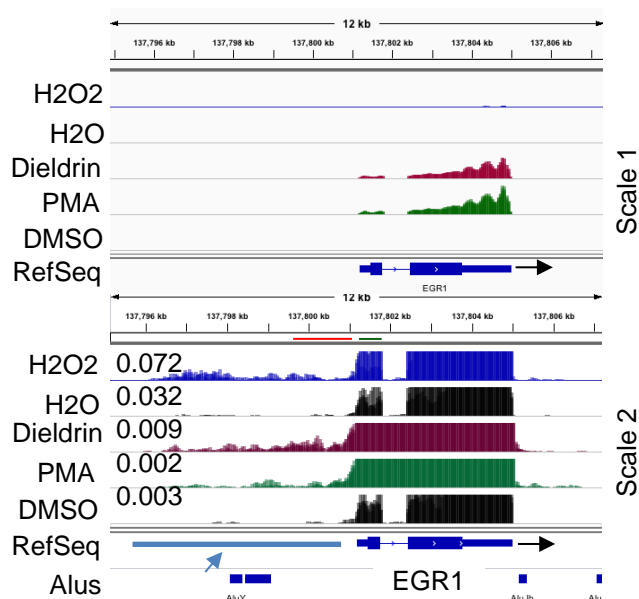 12 kb
137,796 kb 137,798 kb 137,800 kb 137,802 kb 137,804 kb 137,806 kb
H2O2
H2O
Dieldrin
PMA
DMSO
RefSeq
EGR1
Scale 1
12 kb
137,796 kb 137,798 kb 137,800 kb 137,802 kb 137,804 kb 137,806 kb
H2O2 0.072
H2O 0.032
Dieldrin 0.009
PMA 0.002
DMSO 0.003
RefSeq
Alus EGR1
Scale 2